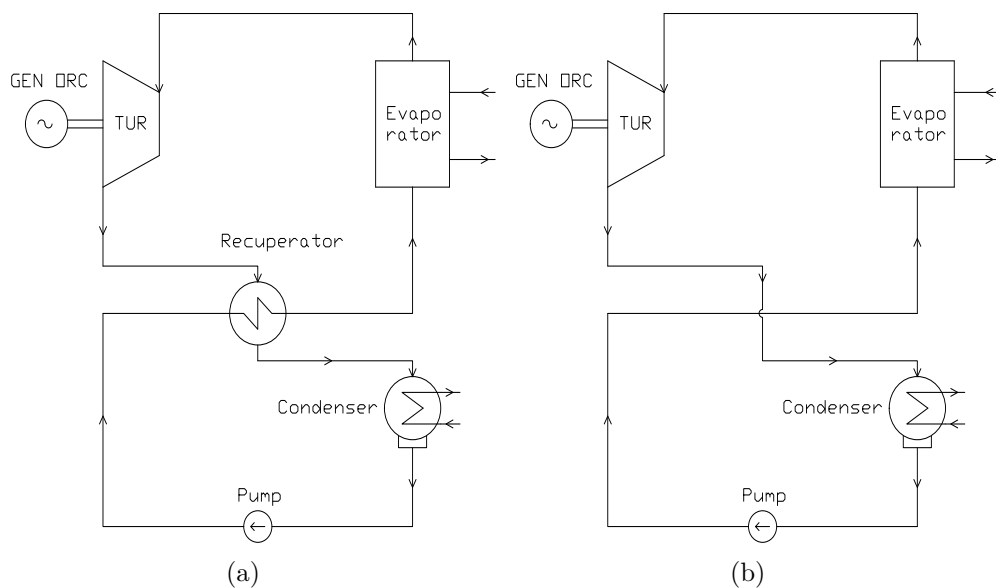 GEN ORC
TUR
Evapo
rator
Recuperator
Condenser
Pump
(a)
GEN ORC
TUR
Evapo
rator
Condenser
Pump
(b)